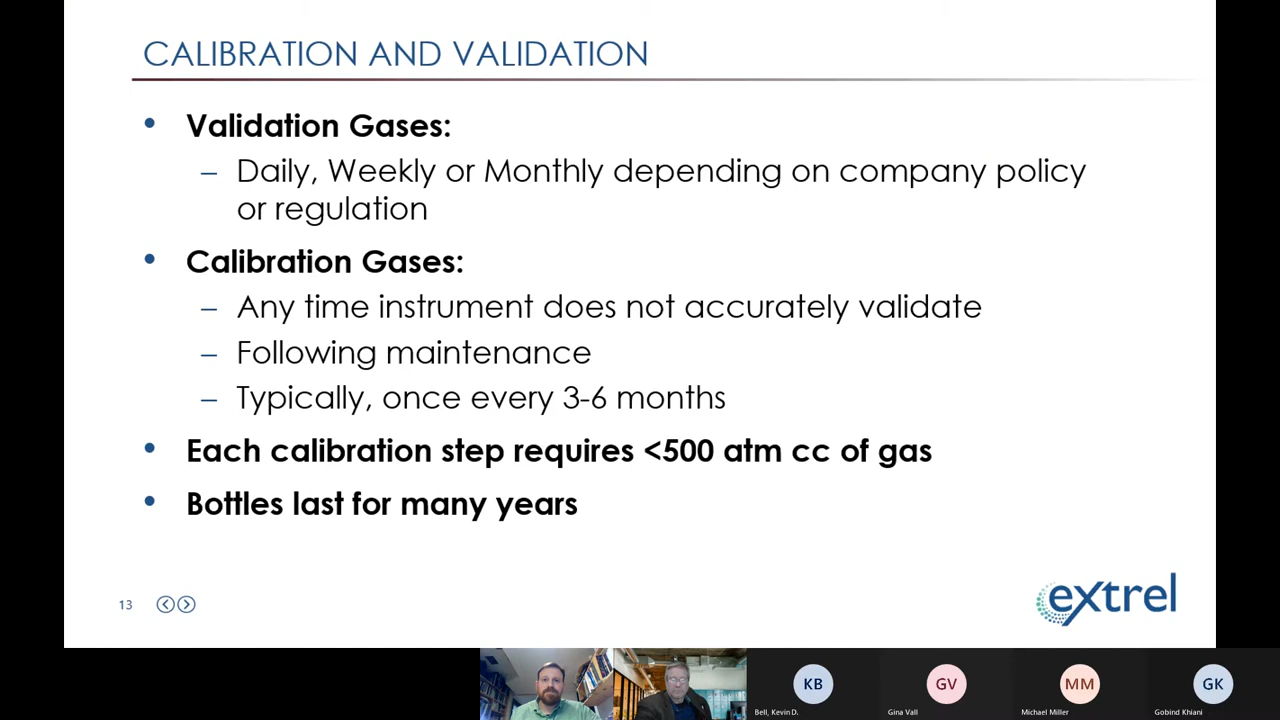 CALIBRATION AND VALIDATION
• Validation Gases:
– Daily, Weekly or Monthly depending on company policy
or regulation
• Calibration Gases:
– Any time instrument does not accurately validate
– Following maintenance
– Typically, once every 3-6 months
• Each calibration step requires <500 atm cc of gas
• Bottles last for many years
13
extrel
KB
GV
MM
GK
Bell, Kevin D.
Gina Vall
Michael Miller
Gobind Khiani